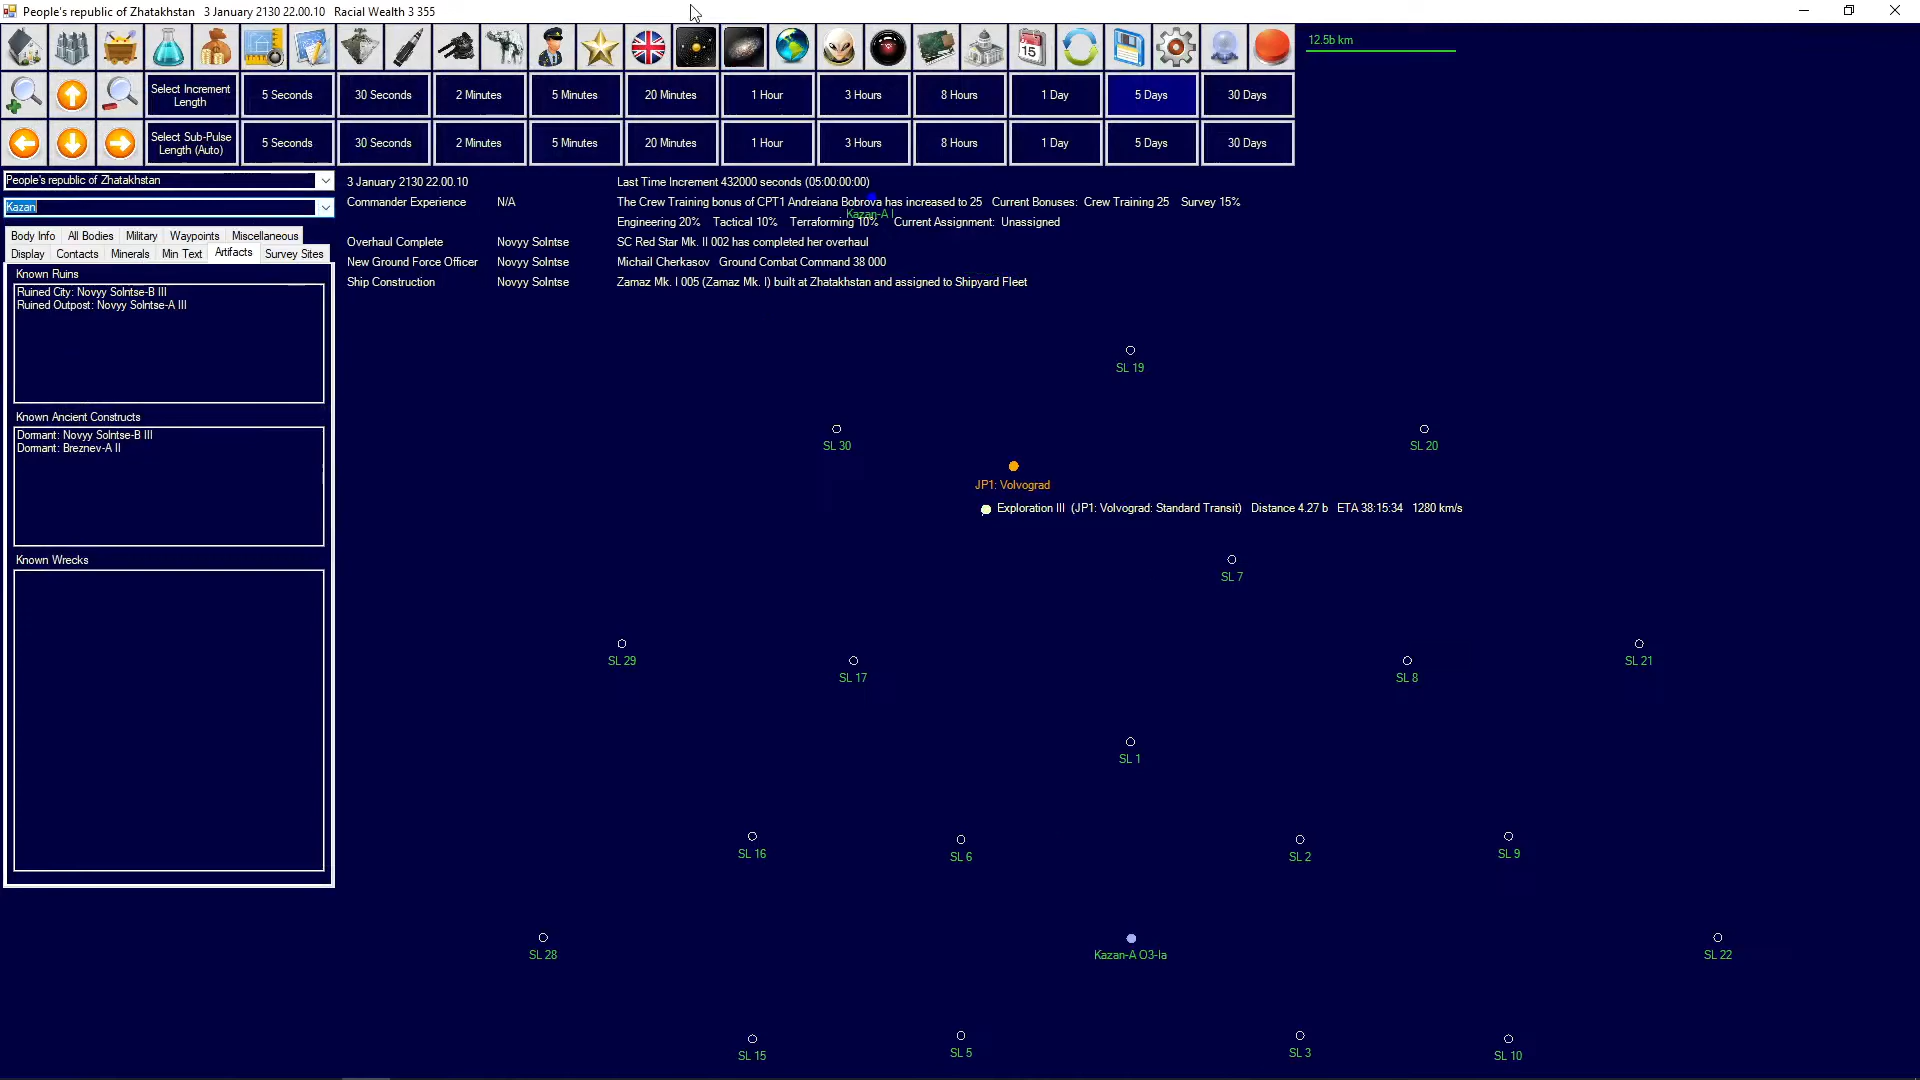 People's republic of Zhatakhstan   3 January 2130 22.00.10   Racial Wealth 3 355
15
12.5b km
Select Increment Length
5 Seconds
30 Seconds
2 Minutes
5 Minutes
20 Minutes
1 Hour
3 Hours
8 Hours
1 Day
5 Days
30 Days
Select Sub-Pulse Length (Auto)
5 Seconds
30 Seconds
2 Minutes
5 Minutes
20 Minutes
1 Hour
3 Hours
8 Hours
1 Day
5 Days
30 Days
People's republic of Zhatakhstan
Kazan
Body Info
All Bodies
Military
Waypoints
Miscellaneous
Display
Contacts
Minerals
Min Text
Artifacts
Survey Sites
Known Ruins
Ruined City: Novyy Solntse-B III
Ruined Outpost: Novyy Solntse-A III
Known Ancient Constructs
Dormant: Novyy Solntse-B III
Dormant: Breznev-A II
Known Wrecks
3 January 2130 22.00.10   Last Time Increment 432000 seconds (05:00:00:00)
Commander Experience   N/A   The Crew Training bonus of CPT1 Andreiana Bobrova has increased to 25   Current Bonuses:  Crew Training 25   Survey 15%
Engineering 20%   Tactical 10%   Terraforming 10%   Current Assignment:  Unassigned
Overhaul Complete   Novyy Solntse   SC Red Star Mk. II 002 has completed her overhaul
New Ground Force Officer   Novyy Solntse   Michail Cherkasov   Ground Combat Command 38 000
Ship Construction   Novyy Solntse   Zamaz Mk. I 005 (Zamaz Mk. I) built at Zhatakhstan and assigned to Shipyard Fleet
Kazan-A I
SL 19
SL 30
SL 20
JP1: Volvograd
Exploration III  (JP1: Volvograd: Standard Transit)   Distance 4.27 b   ETA 38:15:34   1280 km/s
SL 7
SL 29
SL 17
SL 8
SL 21
SL 1
SL 16
SL 6
SL 2
SL 9
SL 28
Kazan-A O3-Ia
SL 22
SL 15
SL 5
SL 3
SL 10